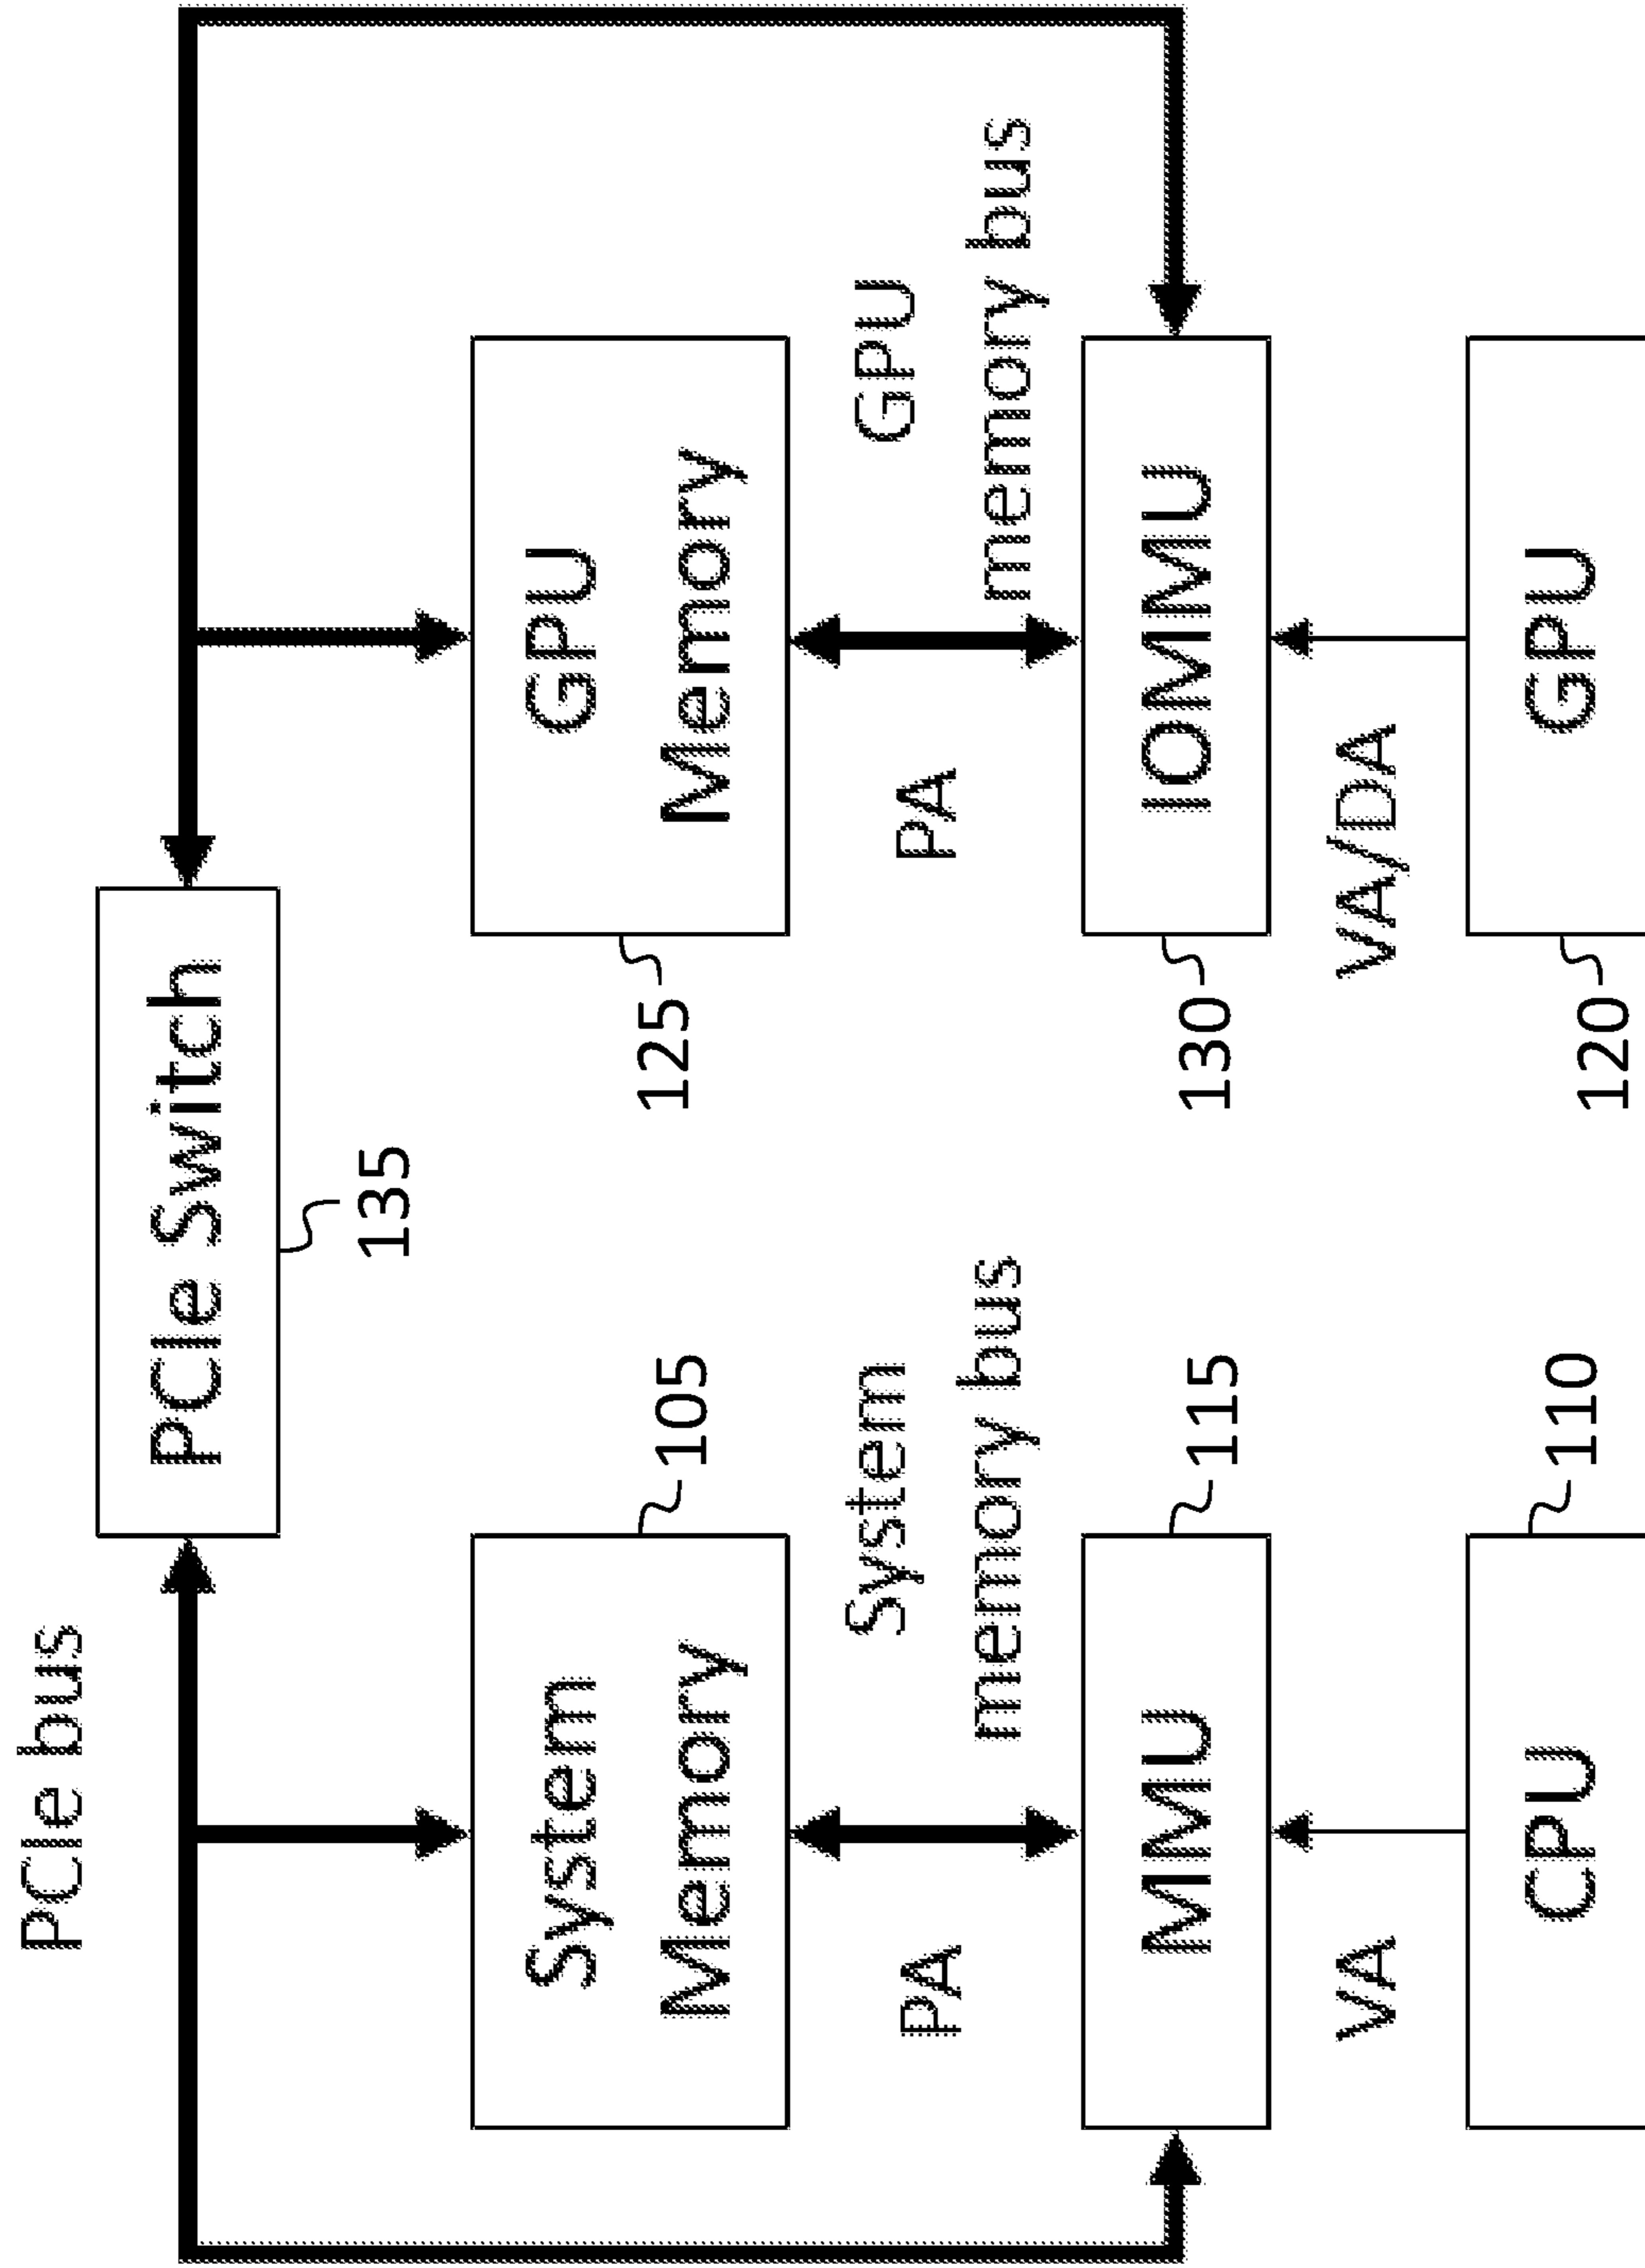 PCIe bus
PCIe Switch
135
System
Memory
105
GPU
Memory
125
PA
System
memory bus
PA
GPU
memory bus
MMU
115
IOMMU
130
VA
VA/DA
CPU
110
GPU
120